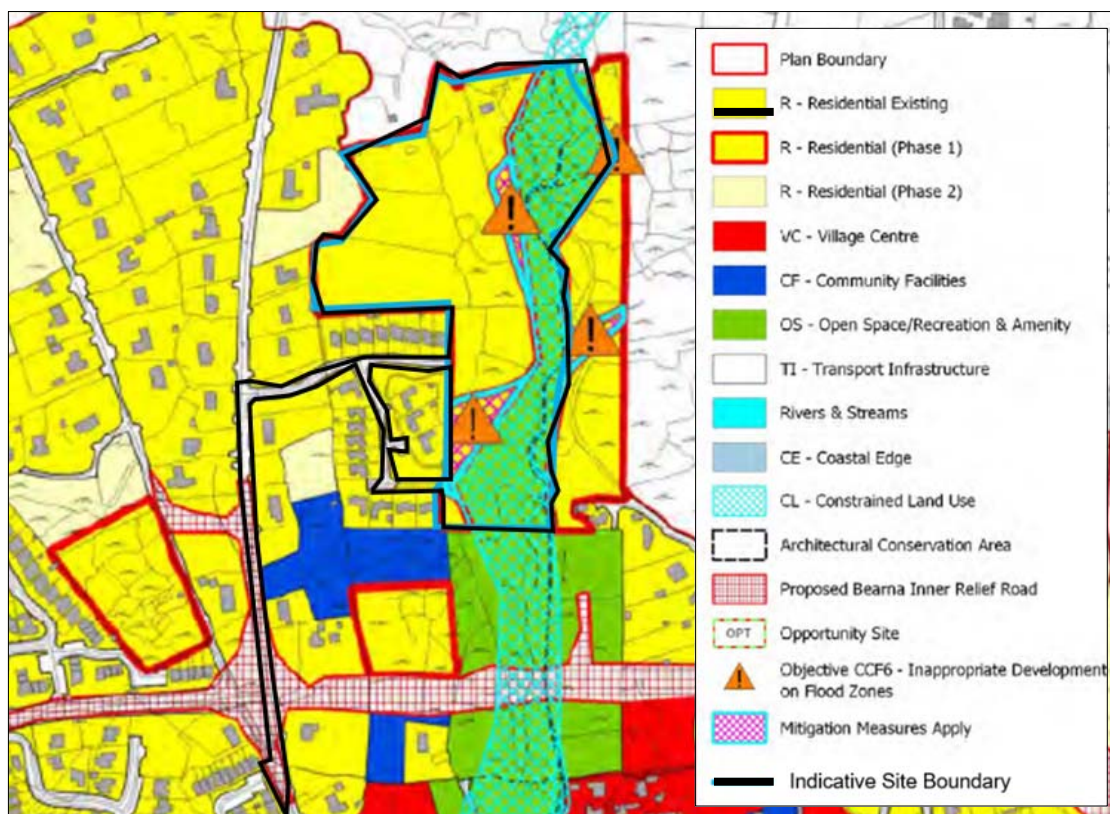 Plan Boundary
R - Residential Existing
R - Residential (Phase 1)
R - Residential (Phase 2)
VC - Village Centre
CF - Community Facilities
OS - Open Space/Recreation & Amenity
TI - Transport Infrastructure
Rivers & Streams
CE - Coastal Edge
CL - Constrained Land Use
Architectural Conservation Area
Proposed Bearna Inner Relief Road
OPT Opportunity Site
! Objective CCF6 - Inappropriate Development
on Flood Zones
Mitigation Measures Apply
Indicative Site Boundary
!
!
!
!